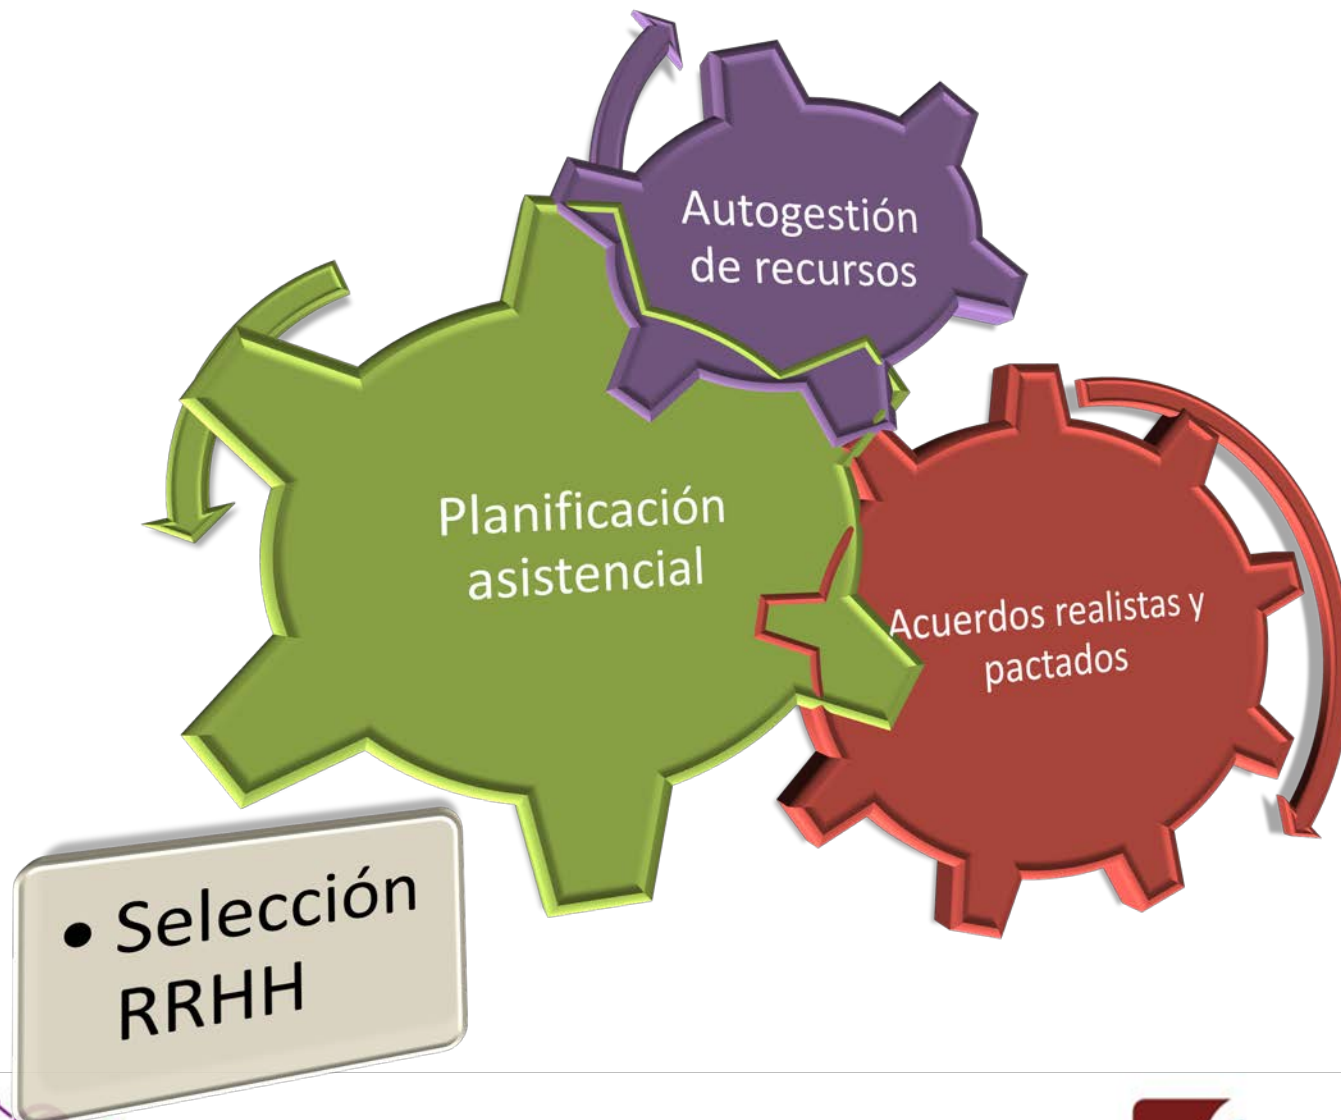 Autogestión
de recursos
Planificación
asistencial
Acuerdos realistas y
pactados
• Selección
RRHH